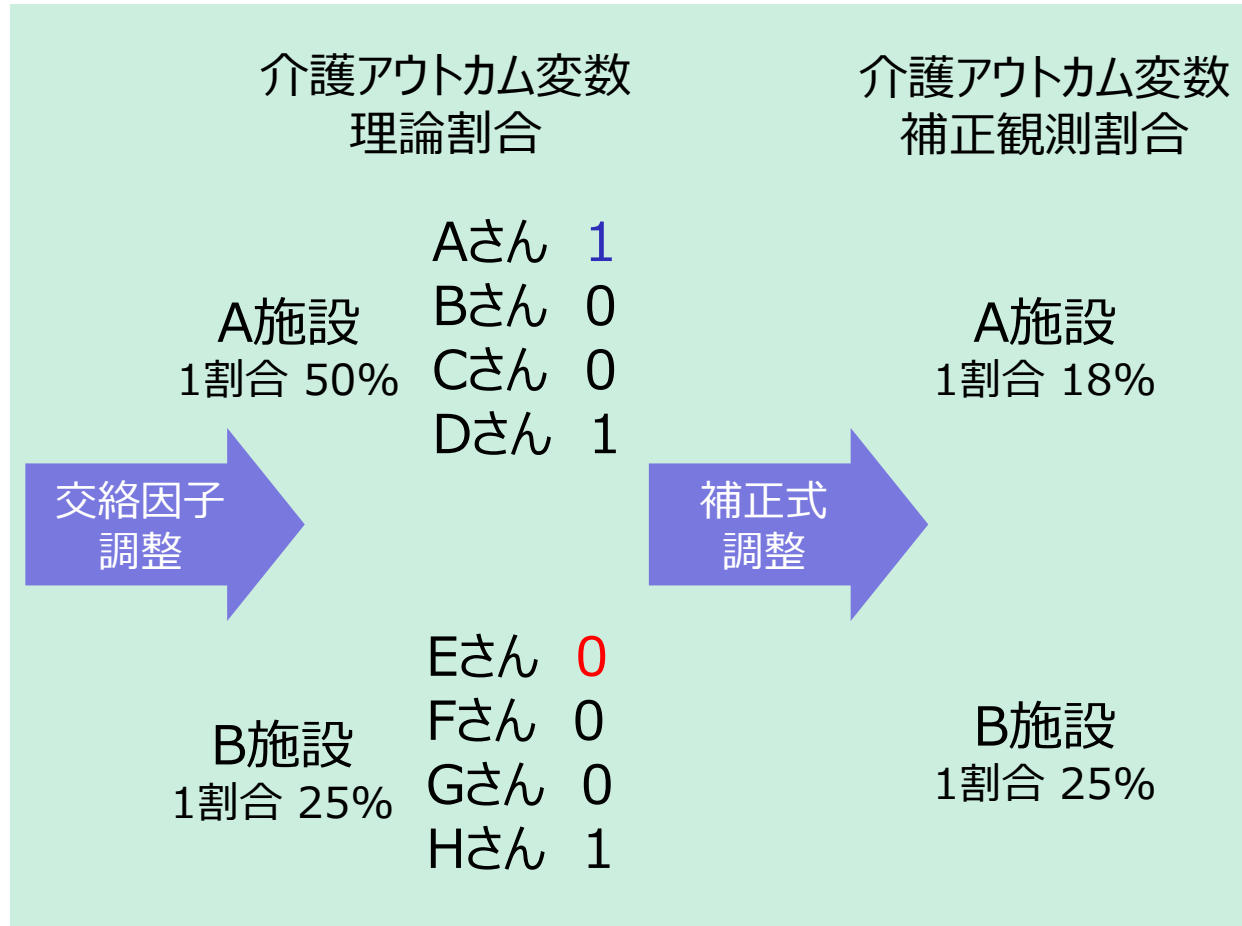 介護アウトカム変数
理論割合
介護アウトカム変数
補正観測割合
Aさん 1
Bさん 0
Cさん 0
Dさん 1
A施設
1割合 50%
A施設
1割合 18%
交絡因子
調整
補正式
調整
Eさん 0
Fさん 0
Gさん 0
Hさん 1
B施設
1割合 25%
B施設
1割合 25%